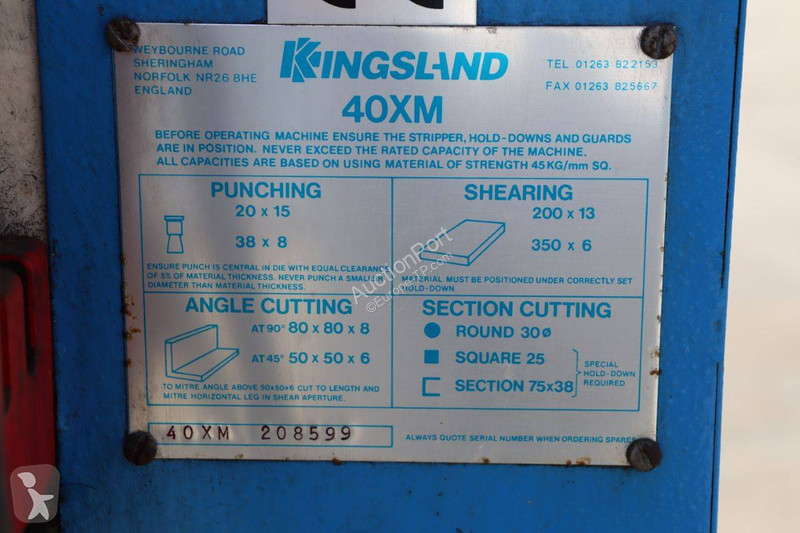 WEYBOURNE ROAD
SHERINGHAM
NORFOLK NR26 8HE
ENGLAND
KINGSLAND
TEL 01263 822153
FAX 01263 825667
40XM
BEFORE OPERATING MACHINE ENSURE THE STRIPPER, HOLD-DOWNS AND GUARDS
ARE IN POSITION. NEVER EXCEED THE RATED CAPACITY OF THE MACHINE.
ALL CAPACITIES ARE BASED ON USING MATERIAL OF STRENGTH 45KG/mm SQ.
PUNCHING
20 x 15
38 x 8
ENSURE PUNCH IS CENTRAL IN DIE WITH EQUAL CLEARANCE
OF 5% OF MATERIAL THICKNESS. NEVER PUNCH A SMALLER
DIAMETER THAN MATERIAL THICKNESS.
SHEARING
200 x 13
350 x 6
MATERIAL MUST BE POSITIONED UNDER CORRECTLY SET
HOLD-DOWN.
ANGLE CUTTING
AT 90° 80 x 80 x 8
AT 45° 50 x 50 x 6
TO MITRE ANGLE ABOVE 50x50x6 CUT TO LENGTH AND
MITRE HORIZONTAL LEG IN SHEAR APERTURE.
SECTION CUTTING
ROUND 30ø
SQUARE 25
SECTION 75x38
SPECIAL
HOLD-DOWN
REQUIRED
40XM 208599
ALWAYS QUOTE SERIAL NUMBER WHEN ORDERING SPARES
AuctionPort